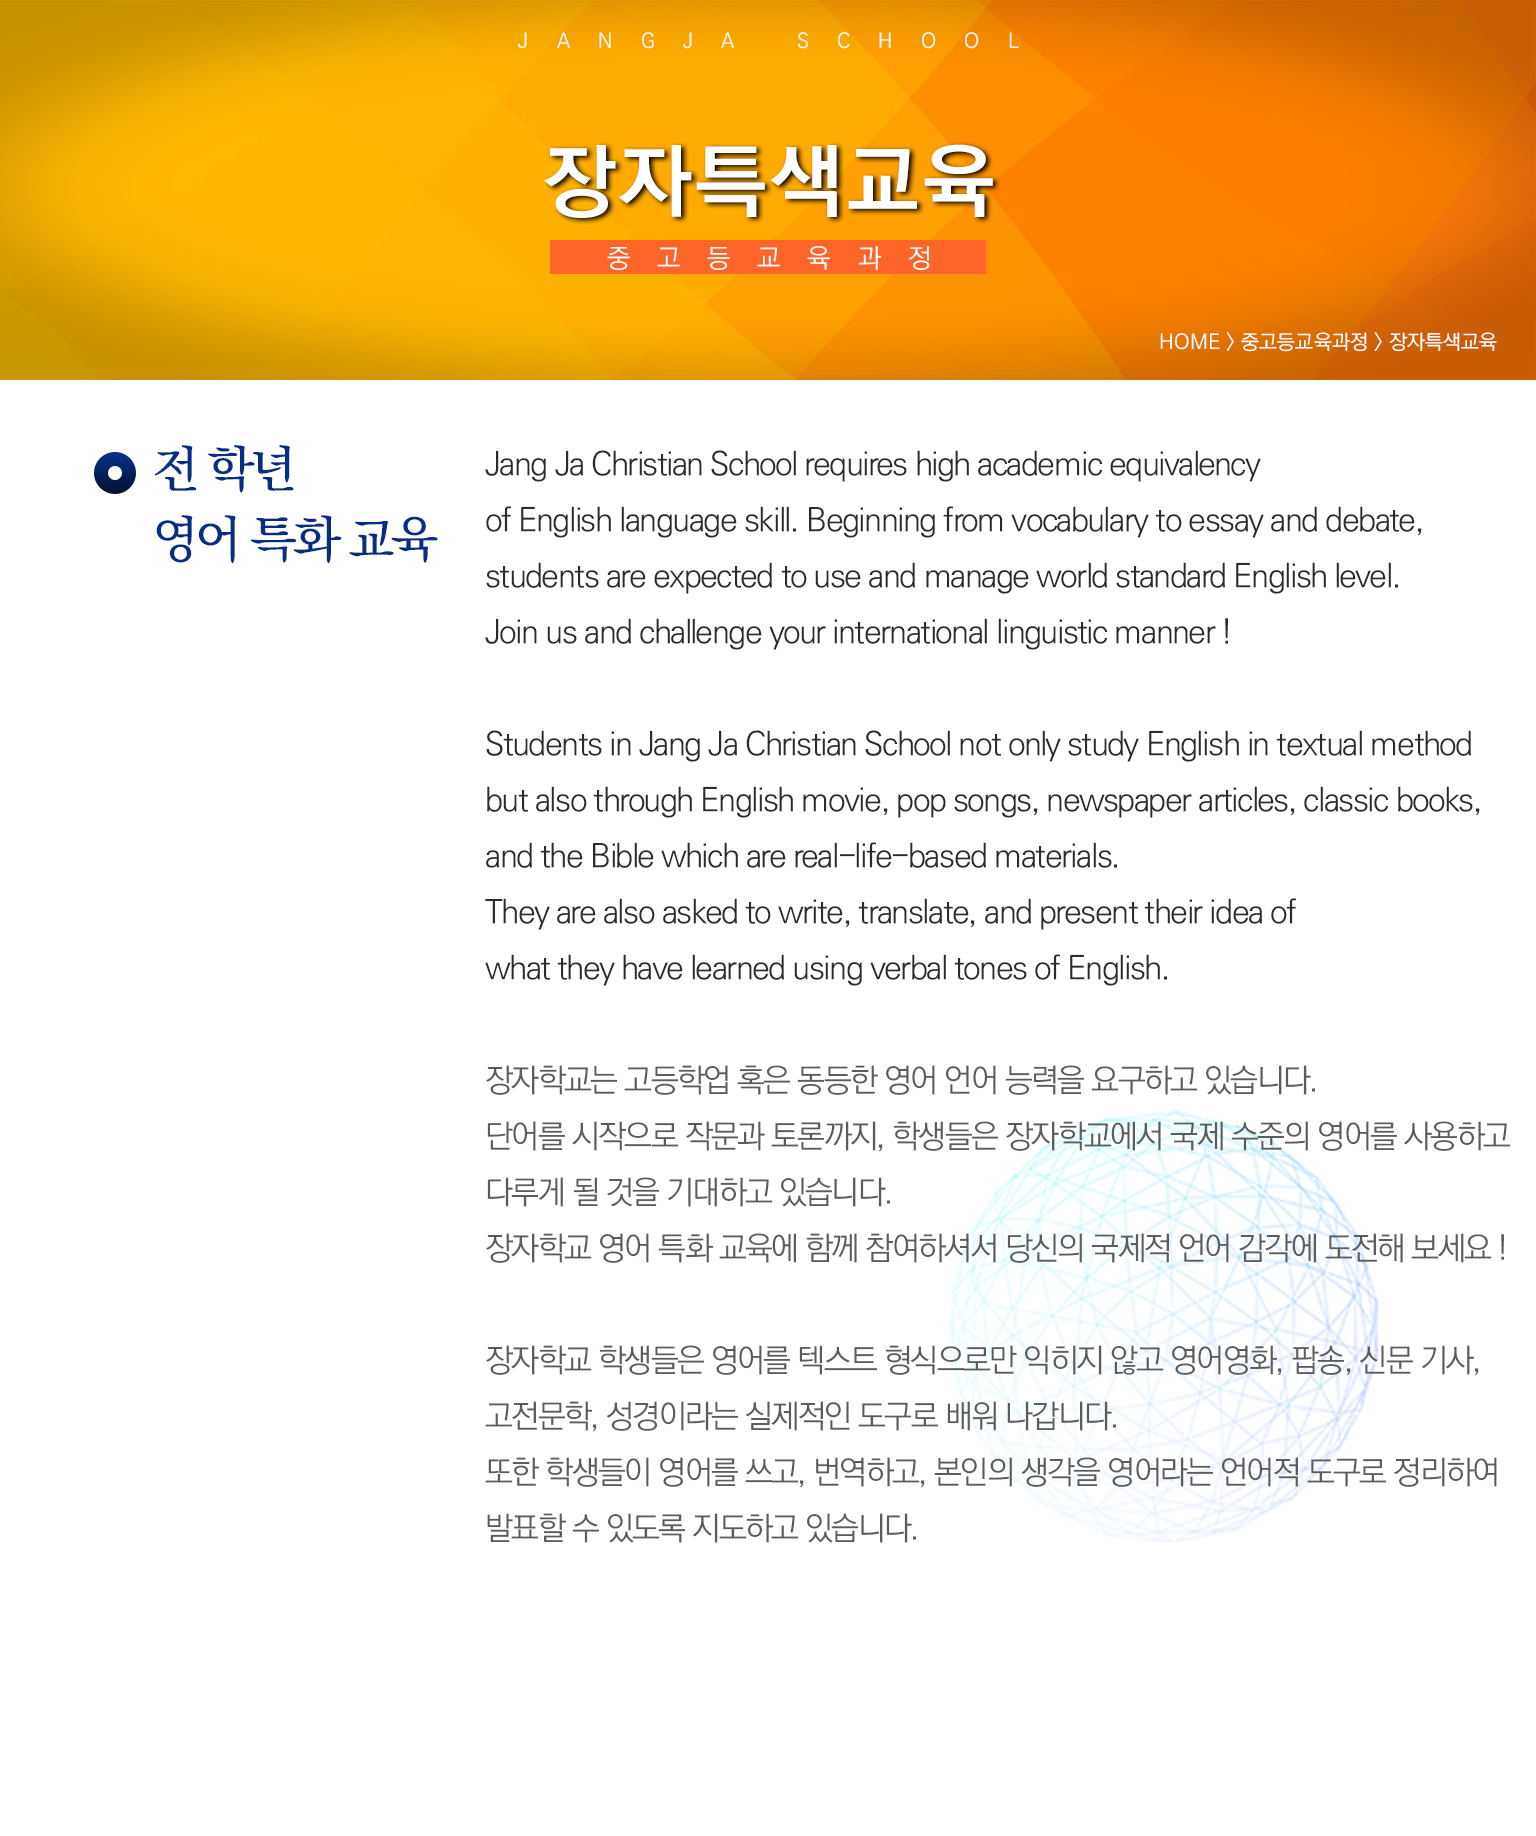 JANGJA SCHOOL
장자특색교육
중고등교육과정
HOME > 중고등교육과정 > 장자특색교육
전 학년
영어 특화 교육
Jang Ja Christian School requires high academic equivalency
of English language skill. Beginning from vocabulary to essay and debate,
students are expected to use and manage world standard English level.
Join us and challenge your international linguistic manner !
Students in Jang Ja Christian School not only study English in textual method
but also through English movie, pop songs, newspaper articles, classic books,
and the Bible which are real-life-based materials.
They are also asked to write, translate, and present their idea of
what they have learned using verbal tones of English.
장자학교는 고등학업 혹은 동등한 영어 언어 능력을 요구하고 있습니다.
단어를 시작으로 작문과 토론까지, 학생들은 장자학교에서 국제 수준의 영어를 사용하고
다루게 될 것을 기대하고 있습니다.
장자학교 영어 특화 교육에 함께 참여하셔서 당신의 국제적 언어 감각에 도전해 보세요 !
장자학교 학생들은 영어를 텍스트 형식으로만 익히지 않고 영어영화, 팝송, 신문 기사,
고전문학, 성경이라는 실제적인 도구로 배워 나갑니다.
또한 학생들이 영어를 쓰고, 번역하고, 본인의 생각을 영어라는 언어적 도구로 정리하여
발표할 수 있도록 지도하고 있습니다.